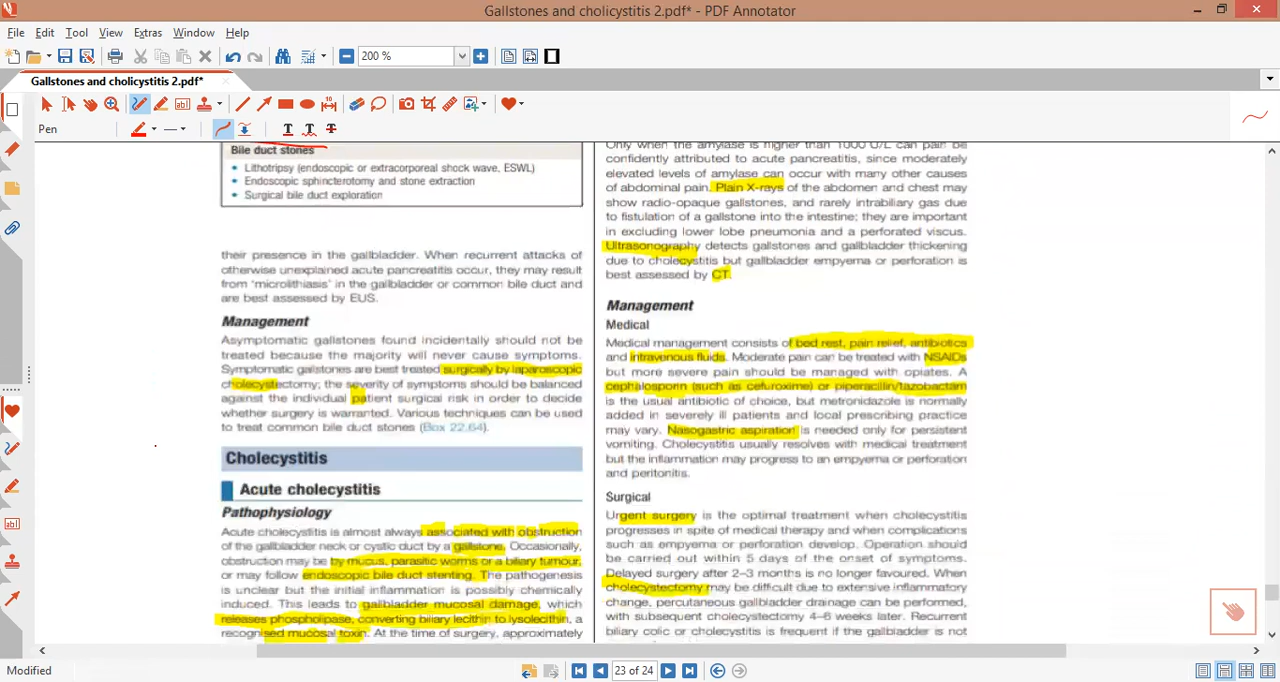 Gallstones and cholicystitis 2.pdf* - PDF Annotator
File Edit Tool View Extras Window Help
200 %
Gallstones and cholicystitis 2.pdf*
Pen
Bile duct stones
• Lithotripsy (endoscopic or extracorporeal shock wave, ESWL)
• Endoscopic sphincterotomy and stone extraction
• Surgical bile duct exploration
their presence in the gallbladder. When recurrent attacks of
otherwise unexplained acute pancreatitis occur, they may result
from 'microlithiasis' in the gallbladder or common bile duct and
are best assessed by EUS.
Management
Asymptomatic gallstones found incidentally should not be
treated because the majority will never cause symptoms.
Symptomatic gallstones are best treated surgically by laparoscopic
cholecystectomy; the severity of symptoms should be balanced
against the individual patient surgical risk in order to decide
whether surgery is warranted. Various techniques can be used
to treat common bile duct stones (Box 22.64).
Cholecystitis
Acute cholecystitis
Pathophysiology
Acute cholecystitis is almost always associated with obstruction
of the gallbladder neck or cystic duct by a gallstone. Occasionally,
obstruction may be by mucus, parasitic worms or a biliary tumour,
or may follow endoscopic bile duct stenting. The pathogenesis
is unclear but the initial inflammation is possibly chemically
induced. This leads to gallbladder mucosal damage, which
releases phospholipase, converting biliary lecithin to lysolecithin, a
recognised mucosal toxin. At the time of surgery, approximately
Only when the amylase is higher than 1000 U/L can pain be
confidently attributed to acute pancreatitis, since moderately
elevated levels of amylase can occur with many other causes
of abdominal pain. Plain X-rays of the abdomen and chest may
show radio-opaque gallstones, and rarely intrabiliary gas due
to fistulation of a gallstone into the intestine; they are important
in excluding lower lobe pneumonia and a perforated viscus.
Ultrasonography detects gallstones and gallbladder thickening
due to cholecystitis but gallbladder empyema or perforation is
best assessed by CT.
Management
Medical
Medical management consists of bed rest, pain relief, antibiotics
and intravenous fluids. Moderate pain can be treated with NSAIDs
but more severe pain should be managed with opiates. A
cephalosporin (such as cefuroxime) or piperacillin/tazobactam
is the usual antibiotic of choice, but metronidazole is normally
added in severely ill patients and local prescribing practice
may vary. Nasogastric aspiration is needed only for persistent
vomiting. Cholecystitis usually resolves with medical treatment
but the inflammation may progress to an empyema or perforation
and peritonitis.
Surgical
Urgent surgery is the optimal treatment when cholecystitis
progresses in spite of medical therapy and when complications
such as empyema or perforation develop. Operation should
be carried out within 5 days of the onset of symptoms.
Delayed surgery after 2–3 months is no longer favoured. When
cholecystectomy may be difficult due to extensive inflammatory
change, percutaneous gallbladder drainage can be performed,
with subsequent cholecystectomy 4–6 weeks later. Recurrent
biliary colic or cholecystitis is frequent if the gallbladder is not
Modified
23 of 24